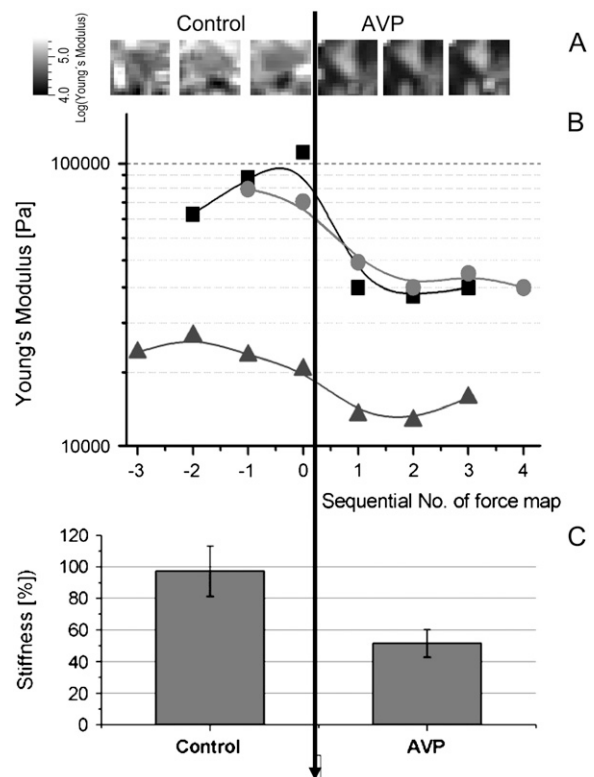 Control AVP A
5.0
4.0
Log(Young's Modulus)
B
100000
10000
Young's Modulus [Pa]
-3 -2 -1 0 1 2 3 4
Sequential No. of force map
C
120
100
80
60
40
20
0
Stiffness [%])
Control AVP